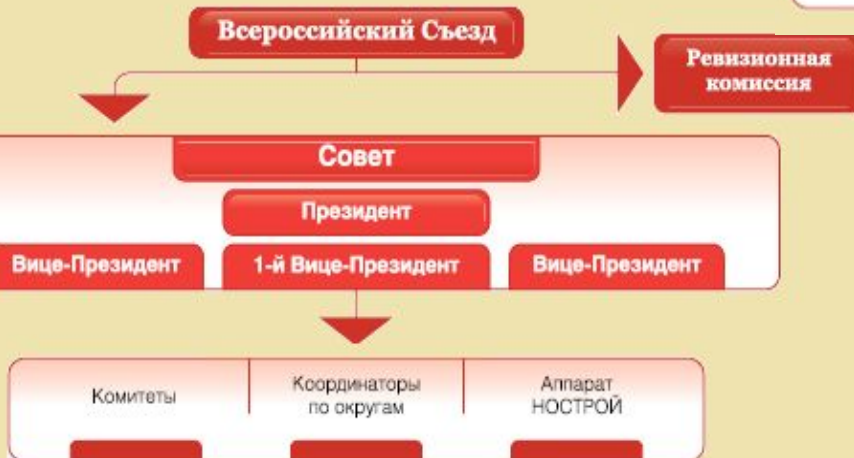 Всероссийский Съезд
Ревизионная
комиссия
Совет
Президент
Вице-Президент
1-й Вице-Президент
Вице-Президент
Комитеты
Координаторы
по округам
Аппарат
НОСТРОЙ